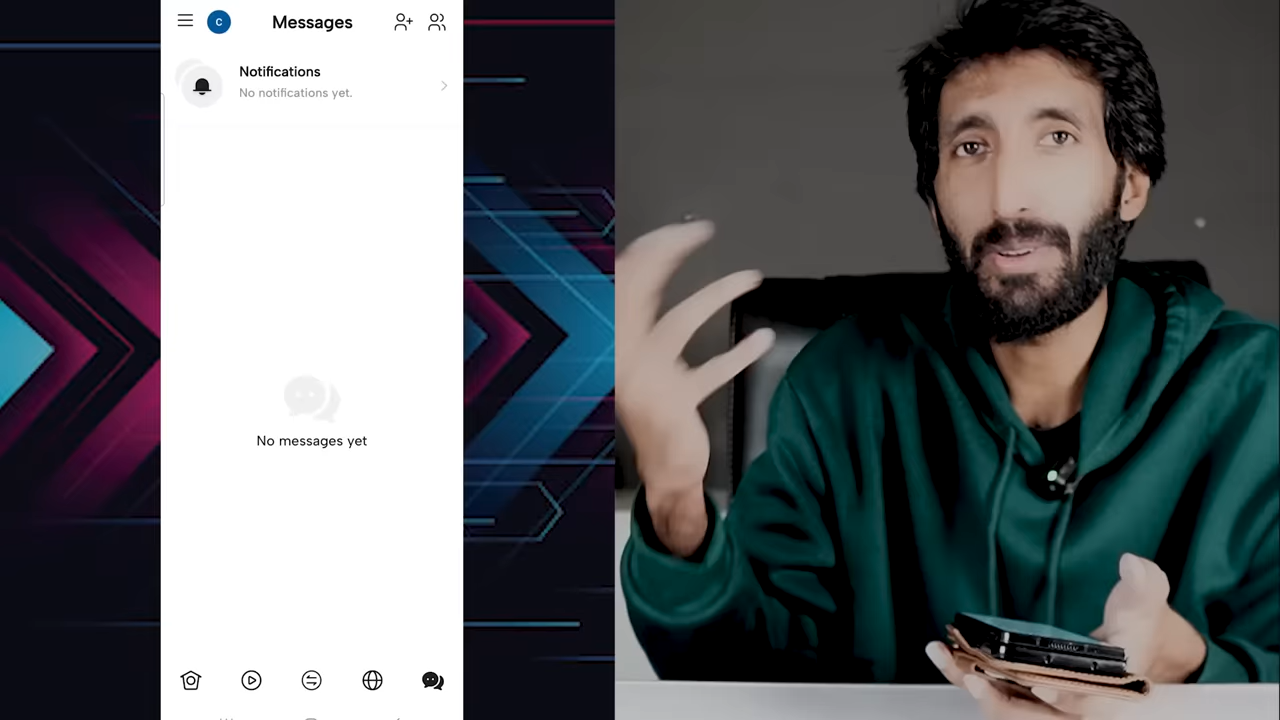 C
Messages
Notifications
No notifications yet.
No messages yet